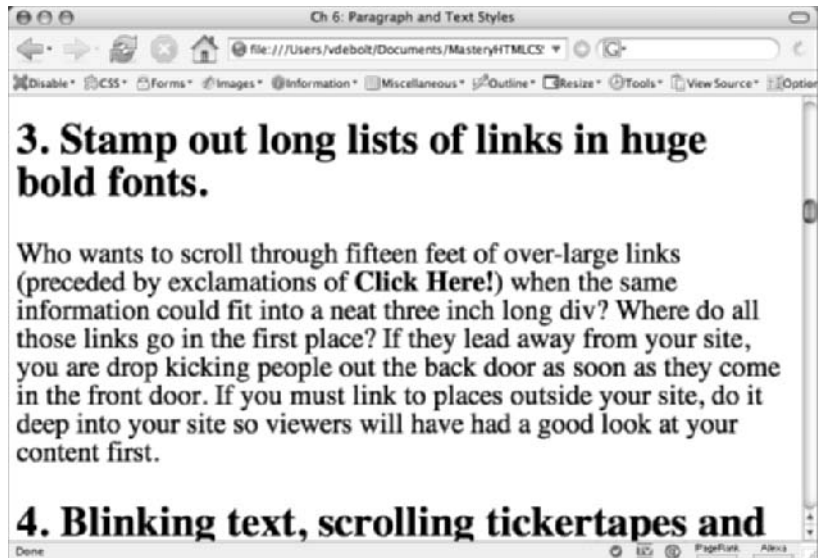 Ch 6: Paragraph and Text Styles
file:///Users/vdebolt/Documents/MasteryHTMLCS
G
Disable CSS Forms Images Information Miscellaneous Outline Resize Tools View Source Option
3. Stamp out long lists of links in huge
bold fonts.
Who wants to scroll through fifteen feet of over-large links
(preceded by exclamations of Click Here!) when the same
information could fit into a neat three inch long div? Where do all
those links go in the first place? If they lead away from your site,
you are drop kicking people out the back door as soon as they come
in the front door. If you must link to places outside your site, do it
deep into your site so viewers will have had a good look at your
content first.
4. Blinking text, scrolling tickertapes and
Done PageRank Alexa